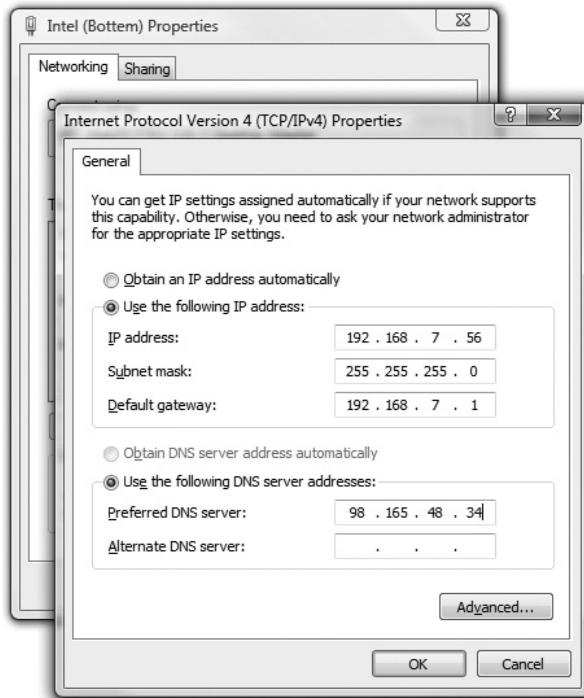 Intel (Bottem) Properties
Networking Sharing
Internet Protocol Version 4 (TCP/IPv4) Properties
General
You can get IP settings assigned automatically if your network supports
this capability. Otherwise, you need to ask your network administrator
for the appropriate IP settings.
Obtain an IP address automatically
Use the following IP address:
IP address: 192 . 168 . 7 . 56
Subnet mask: 255 . 255 . 255 . 0
Default gateway: 192 . 168 . 7 . 1
Obtain DNS server address automatically
Use the following DNS server addresses:
Preferred DNS server: 98 . 165 . 48 . 34
Alternate DNS server: . . .
Advanced...
OK Cancel